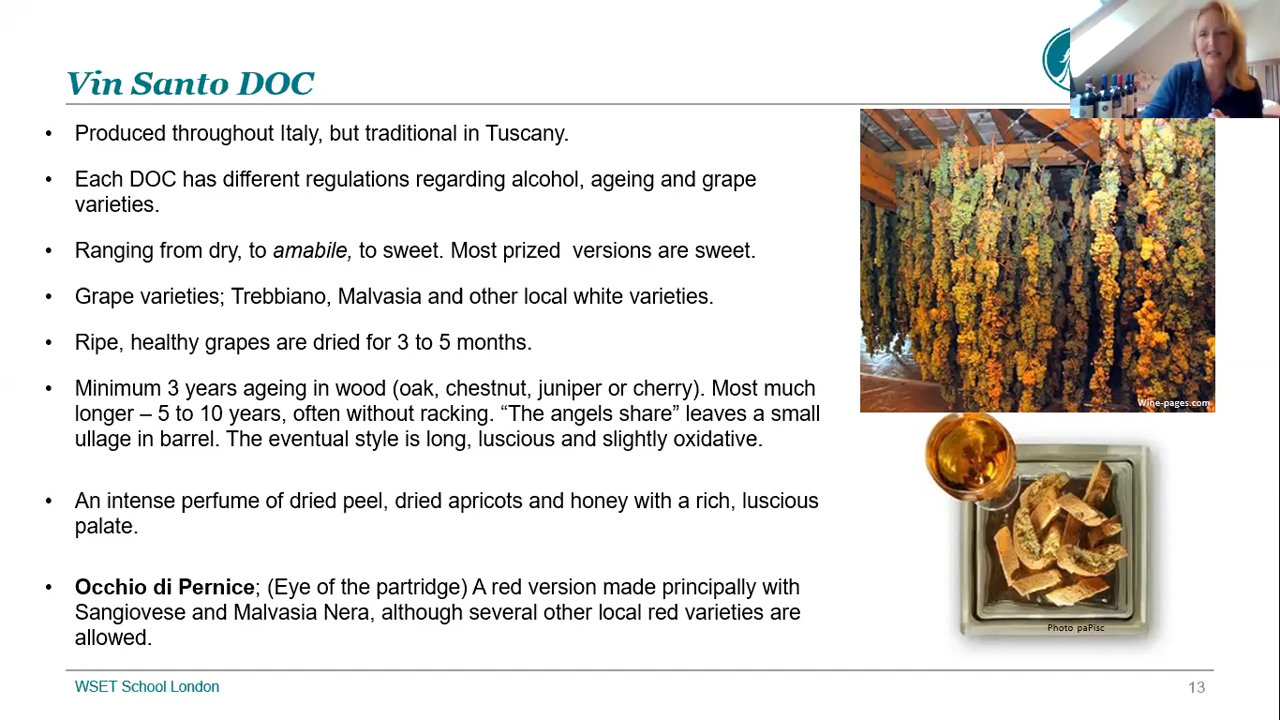 Vin Santo DOC
• Produced throughout Italy, but traditional in Tuscany.
• Each DOC has different regulations regarding alcohol, ageing and grape
varieties.
• Ranging from dry, to amabile, to sweet. Most prized  versions are sweet.
• Grape varieties; Trebbiano, Malvasia and other local white varieties.
• Ripe, healthy grapes are dried for 3 to 5 months.
• Minimum 3 years ageing in wood (oak, chestnut, juniper or cherry). Most much
longer – 5 to 10 years, often without racking. “The angels share” leaves a small
ullage in barrel. The eventual style is long, luscious and slightly oxidative.
• An intense perfume of dried peel, dried apricots and honey with a rich, luscious
palate.
• Occhio di Pernice; (Eye of the partridge) A red version made principally with
Sangiovese and Malvasia Nera, although several other local red varieties are
allowed.
Wine-pages.com
Photo paPisc
WSET School London
13